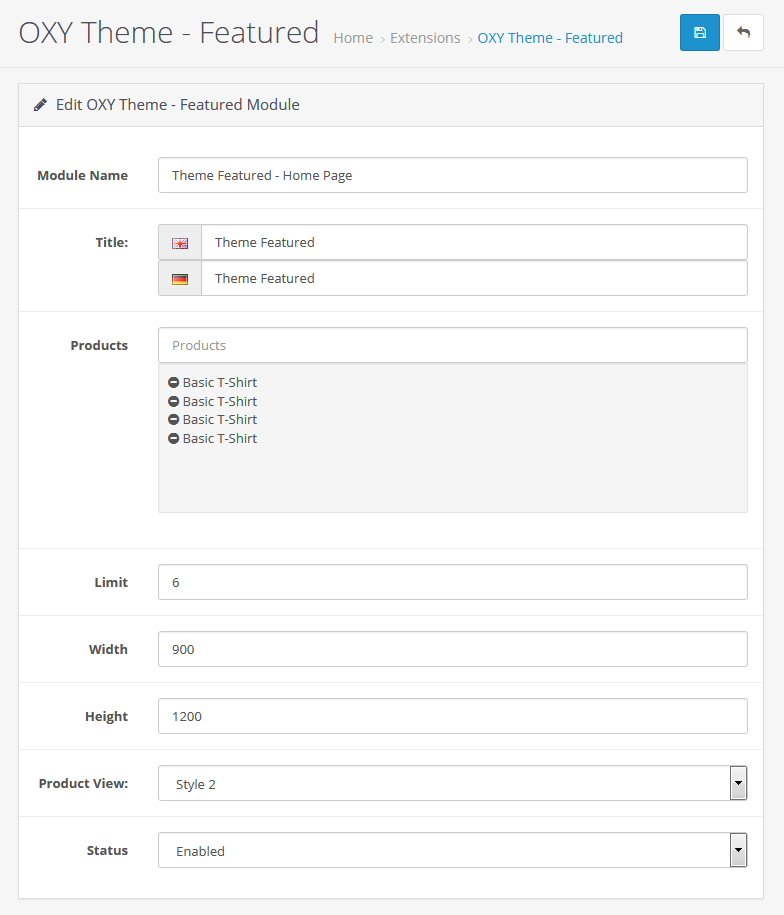 OXY Theme - Featured Home › Extensions › OXY Theme - Featured
Edit OXY Theme - Featured Module
Module Name Theme Featured - Home Page
Title: Theme Featured
Theme Featured
Products Products
Basic T-Shirt
Basic T-Shirt
Basic T-Shirt
Basic T-Shirt
Limit 6
Width 900
Height 1200
Product View: Style 2
Status Enabled